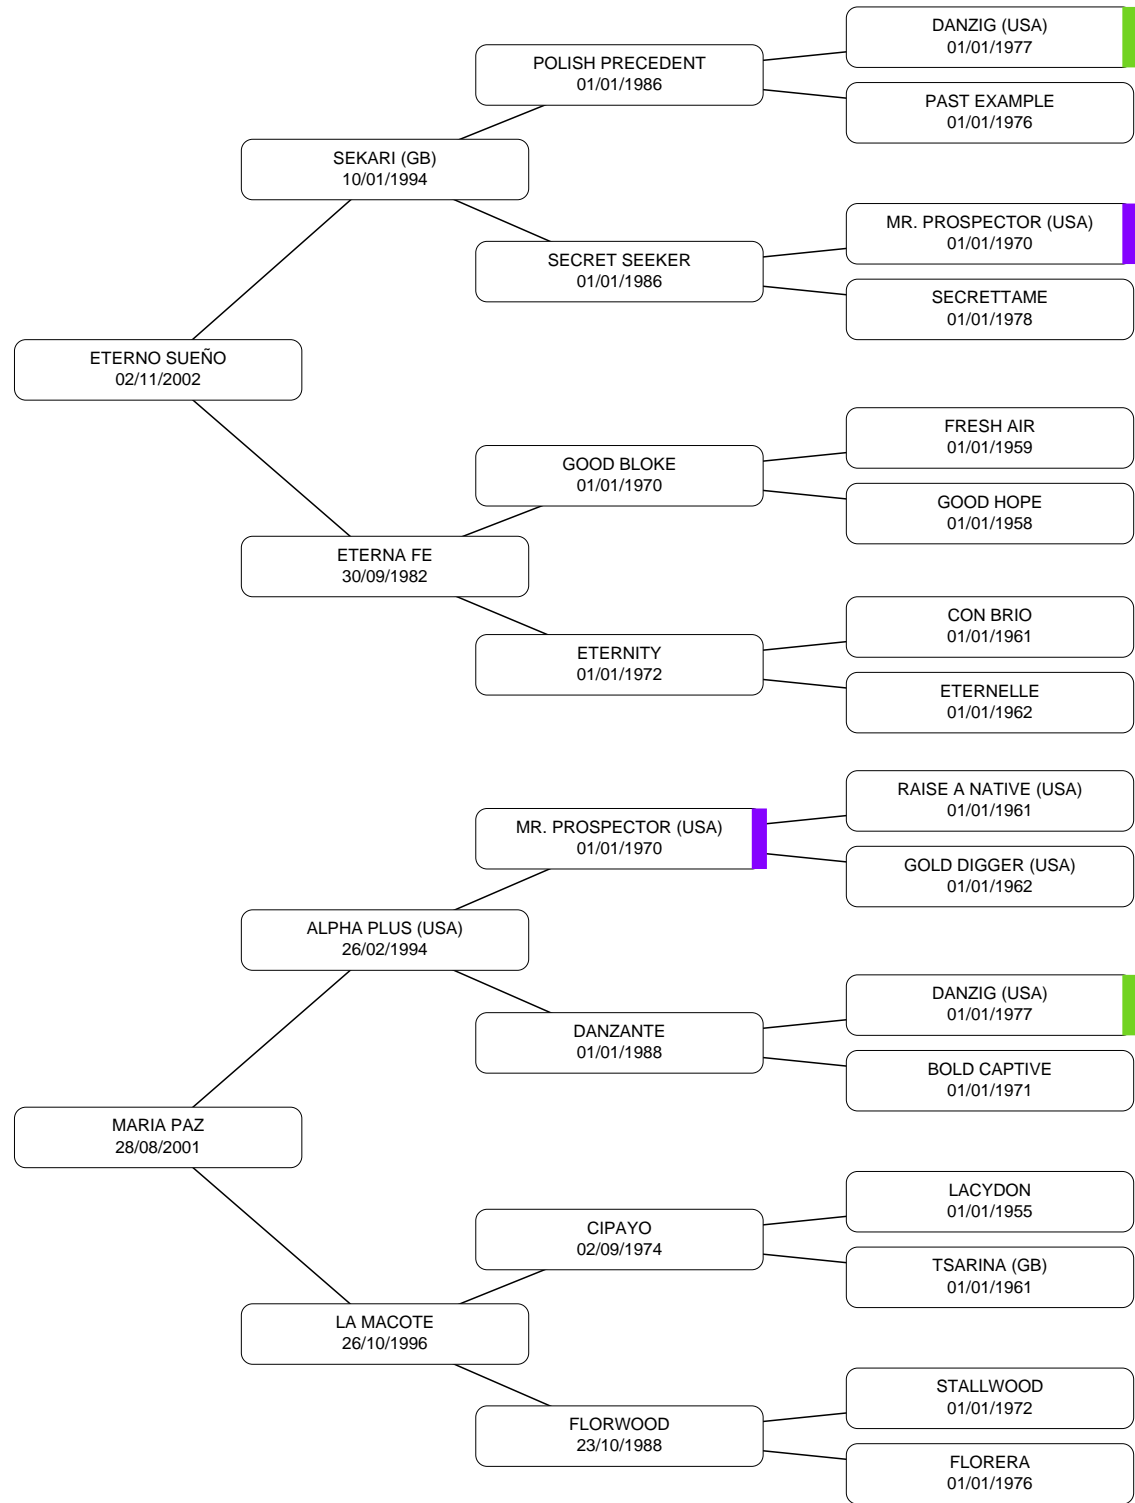 DANZIG (USA)
01/01/1977
POLISH PRECEDENT
01/01/1986
PAST EXAMPLE
01/01/1976
SEKARI (GB)
10/01/1994
MR. PROSPECTOR (USA)
01/01/1970
SECRET SEEKER
01/01/1986
SECRETTAME
01/01/1978
ETERNO SUEÑO
02/11/2002
FRESH AIR
01/01/1959
GOOD BLOKE
01/01/1970
GOOD HOPE
01/01/1958
ETERNA FE
30/09/1982
CON BRIO
01/01/1961
ETERNITY
01/01/1972
ETERNELLE
01/01/1962
RAISE A NATIVE (USA)
01/01/1961
MR. PROSPECTOR (USA)
01/01/1970
GOLD DIGGER (USA)
01/01/1962
ALPHA PLUS (USA)
26/02/1994
DANZIG (USA)
01/01/1977
DANZANTE
01/01/1988
BOLD CAPTIVE
01/01/1971
MARIA PAZ
28/08/2001
LACYDON
01/01/1955
CIPAYO
02/09/1974
TSARINA (GB)
01/01/1961
LA MACOTE
26/10/1996
STALLWOOD
01/01/1972
FLORWOOD
23/10/1988
FLORERA
01/01/1976